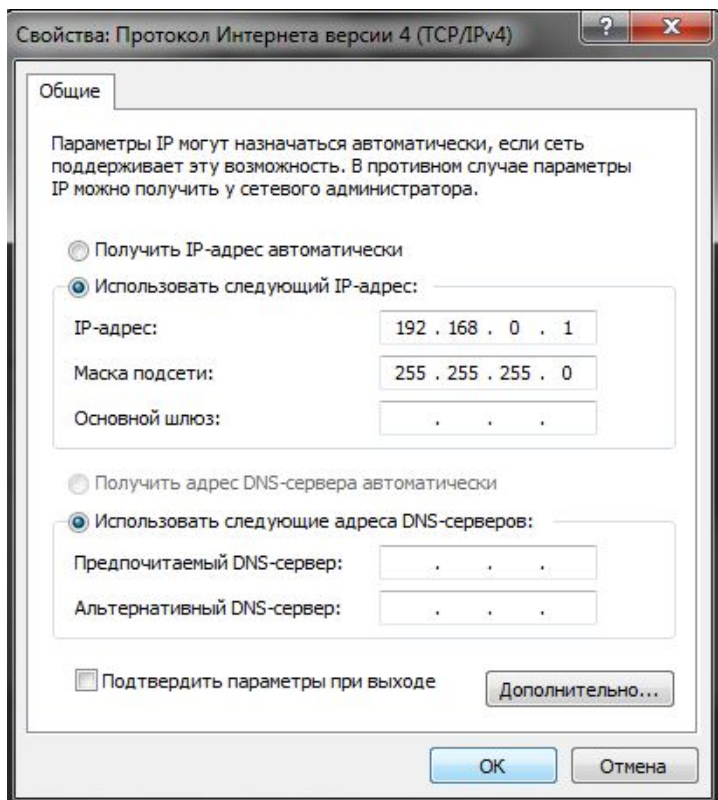 Свойства: Протокол Интернета версии 4 (TCP/IPv4)
?
X
Общие
Параметры IP могут назначаться автоматически, если сеть
поддерживает эту возможность. В противном случае параметры
IP можно получить у сетевого администратора.
Получить IP-адрес автоматически
Использовать следующий IP-адрес:
IP-адрес: 192 . 168 . 0 . 1
Маска подсети: 255 . 255 . 255 . 0
Основной шлюз: . . .
Получить адрес DNS-сервера автоматически
Использовать следующие адреса DNS-серверов:
Предпочитаемый DNS-сервер: . . .
Альтернативный DNS-сервер: . . .
Подтвердить параметры при выходе
Дополнительно...
ОК
Отмена